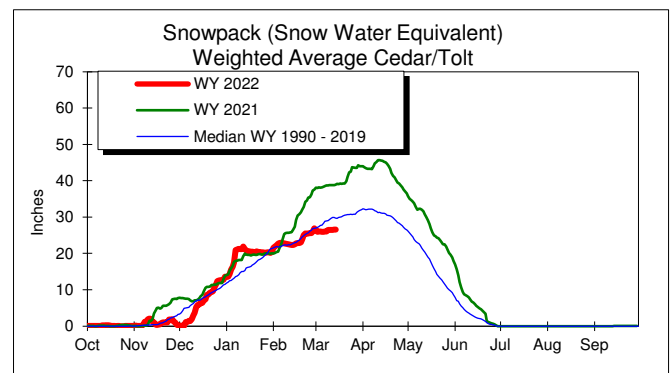 Snowpack (Snow Water Equivalent)
Weighted Average Cedar/Tolt
70
60
50
40
30
20
10
0
Inches
WY 2022
WY 2021
Median WY 1990 - 2019
Oct Nov Dec Jan Feb Mar Apr May Jun Jul Aug Sep